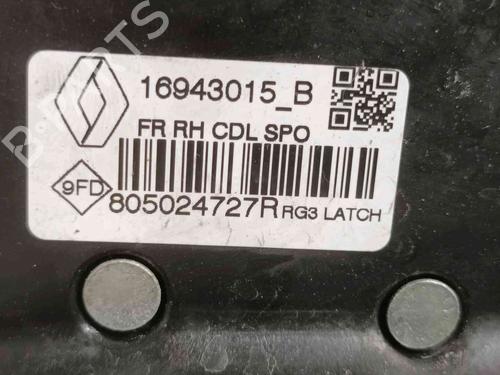 16943015_B
FR RH CDL SPO
9FD
805024727R RG3 LATCH